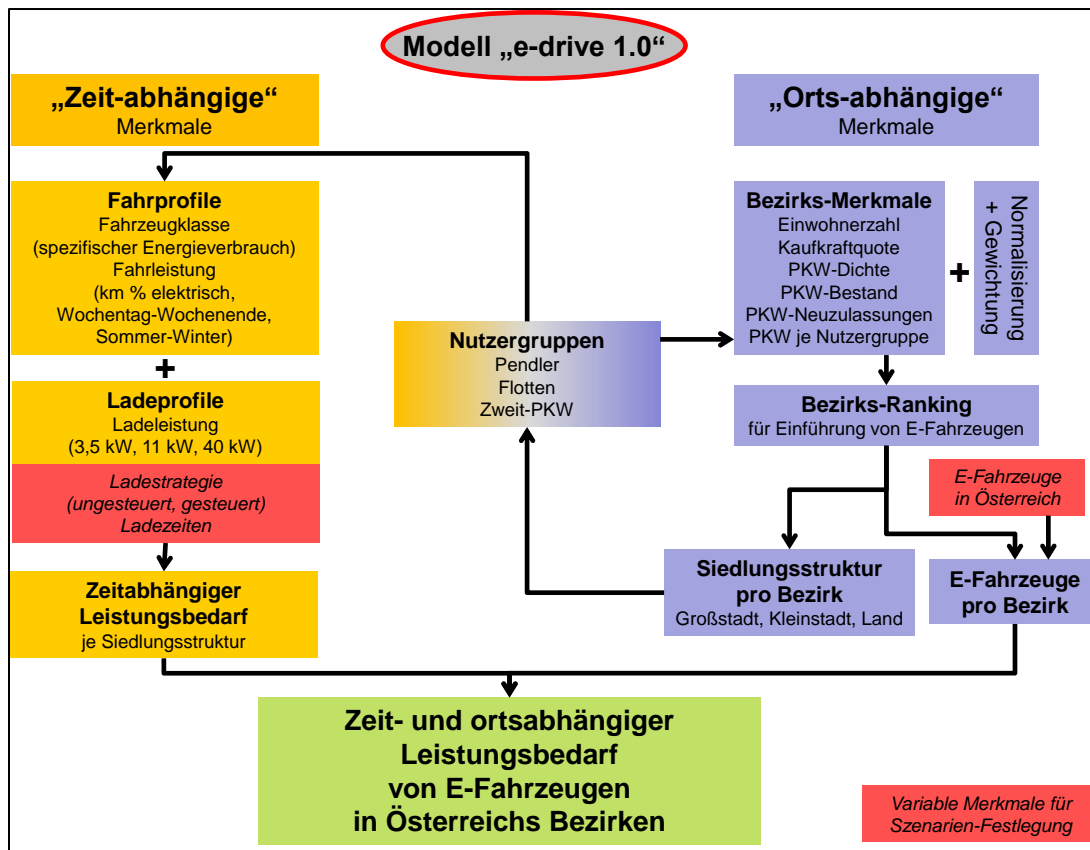 Modell „e-drive 1.0“
„Zeit-abhängige“
Merkmale
„Orts-abhängige“
Merkmale
Fahrprofile
Fahrzeugklasse
(spezifischer Energieverbrauch)
Fahrleistung
(km % elektrisch,
Wochentag-Wochenende,
Sommer-Winter)
+
Ladeprofile
Ladeleistung
(3,5 kW, 11 kW, 40 kW)
Ladestrategie
(ungesteuert, gesteuert)
Ladezeiten
Zeitabhängiger
Leistungsbedarf
je Siedlungsstruktur
Nutzergruppen
Pendler
Flotten
Zweit-PKW
Bezirks-Merkmale
Einwohnerzahl
Kaufkraftquote
PKW-Dichte
PKW-Bestand
PKW-Neuzulassungen
PKW je Nutzergruppe
+
Normalisierung
+ Gewichtung
Bezirks-Ranking
für Einführung von E-Fahrzeugen
E-Fahrzeuge
in Österreich
Siedlungsstruktur
pro Bezirk
Großstadt, Kleinstadt, Land
E-Fahrzeuge
pro Bezirk
Zeit- und ortsabhängiger
Leistungsbedarf
von E-Fahrzeugen
in Österreichs Bezirken
Variable Merkmale für
Szenarien-Festlegung